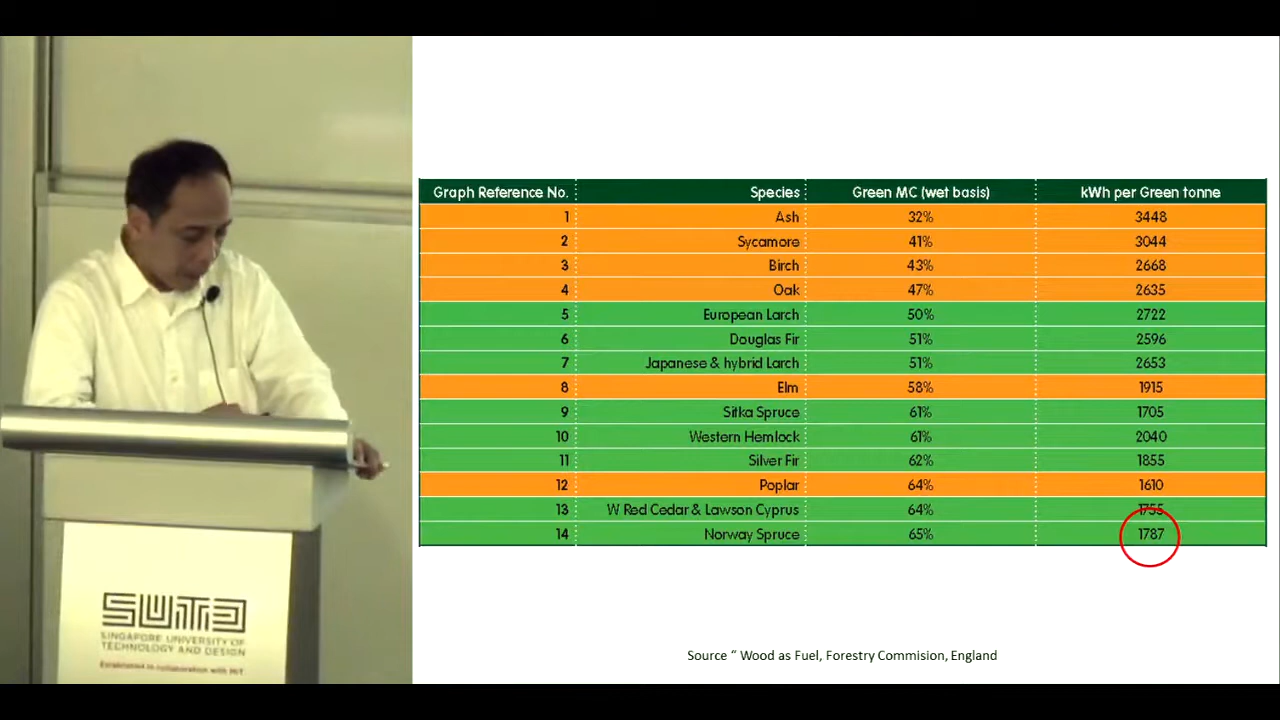 Graph Reference No. Species Green MC (wet basis) kWh per Green tonne
1 Ash 32% 3448
2 Sycamore 41% 3044
3 Birch 43% 2668
4 Oak 47% 2635
5 European Larch 50% 2722
6 Douglas Fir 51% 2596
7 Japanese & hybrid Larch 51% 2653
8 Elm 58% 1915
9 Sitka Spruce 61% 1705
10 Western Hemlock 61% 2040
11 Silver Fir 62% 1855
12 Poplar 64% 1610
13 W Red Cedar & Lawson Cyprus 64% 1755
14 Norway Spruce 65% 1787
Source “ Wood as Fuel, Forestry Commision, England
SUTD
SINGAPORE UNIVERSITY OF
TECHNOLOGY AND DESIGN
Established in collaboration with MIT